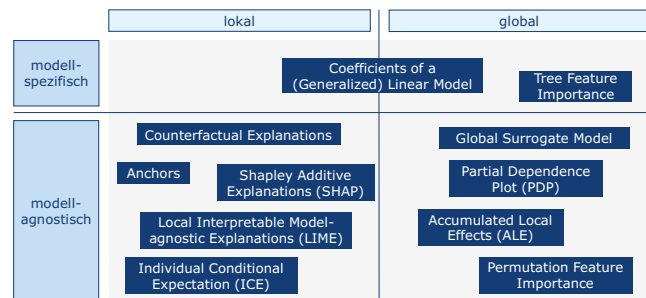 lokal
global
modell-
spezifisch
Coefficients of a
(Generalized) Linear Model
Tree Feature
Importance
modell-
agnostisch
Counterfactual Explanations
Anchors
Shapley Additive
Explanations (SHAP)
Local Interpretable Model-
agnostic Explanations (LIME)
Individual Conditional
Expectation (ICE)
Global Surrogate Model
Partial Dependence
Plot (PDP)
Accumulated Local
Effects (ALE)
Permutation Feature
Importance